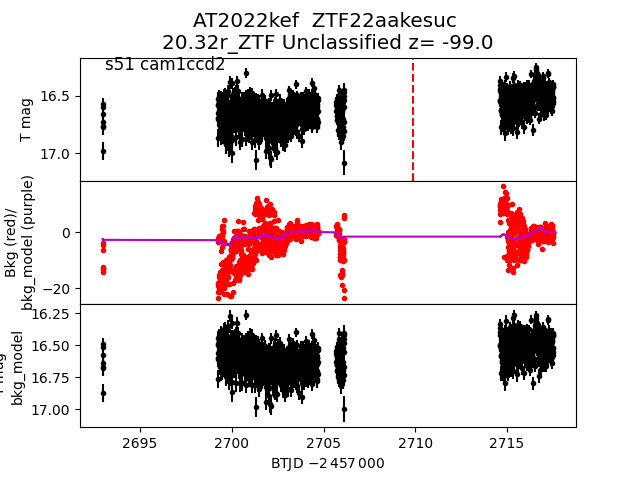 AT2022kef ZTF22aakesuc
20.32r_ZTF Unclassified z= -99.0
s51 cam1ccd2
T mag
16.5
17.0
Bkg (red)/
bkg_model (purple)
0
−20
bkg_model
16.25
16.50
16.75
17.00
2695 2700 2705 2710 2715
BTJD −2 457 000